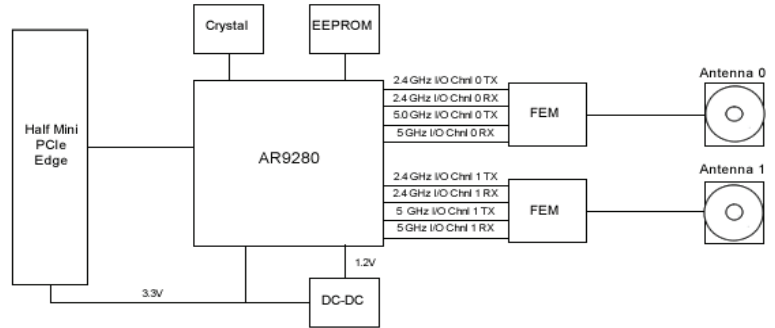 Crystal
EEPROM
Half Mini
PCIe
Edge
AR9280
2.4 GHz I/O Chnl 0 TX
2.4 GHz I/O Chnl 0 RX
5.0 GHz I/O Chnl 0 TX
5 GHz I/O Chnl 0 RX
FEM
Antenna 0
2.4 GHz I/O Chnl 1 TX
2.4 GHz I/O Chnl 1 RX
5 GHz I/O Chnl 1 TX
5 GHz I/O Chnl 1 RX
FEM
Antenna 1
1.2V
3.3V
DC-DC